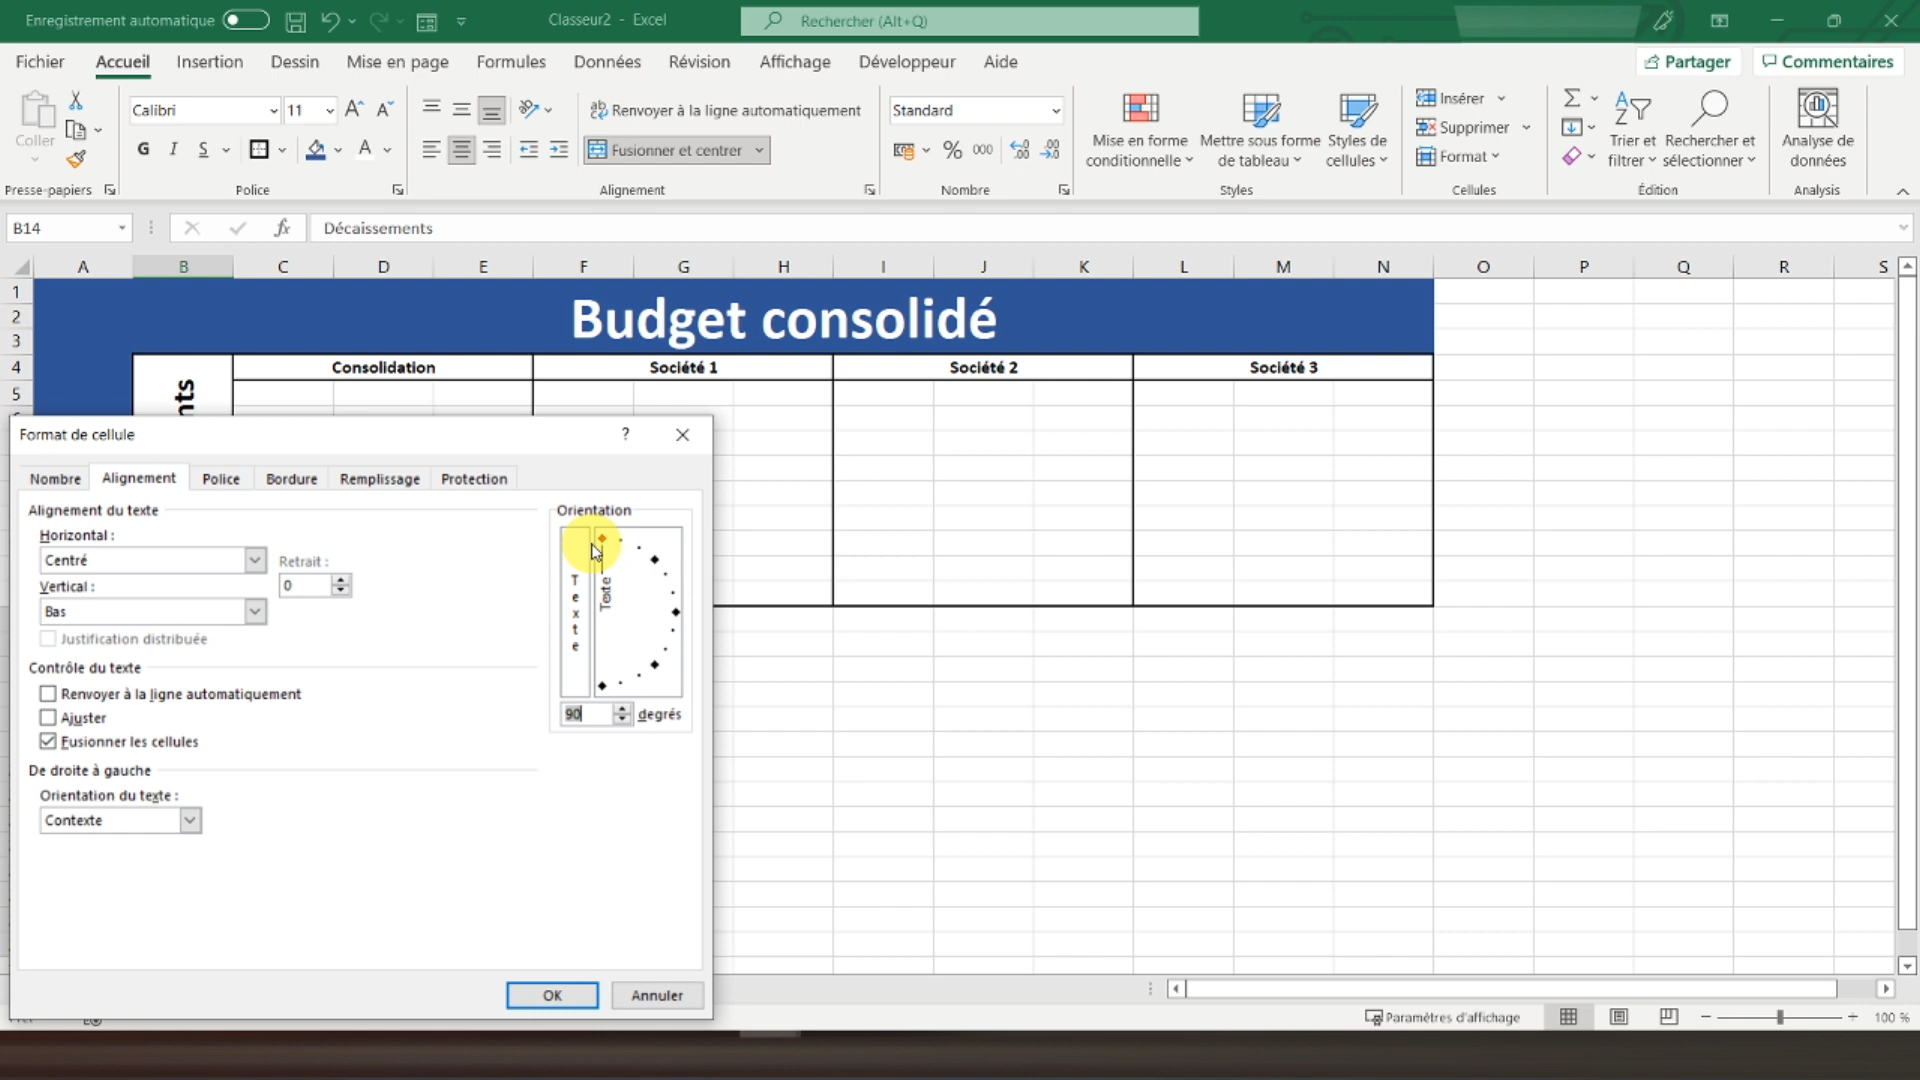 Enregistrement automatique
Classeur2 - Excel
Rechercher (Alt+Q)
Fichier Accueil Insertion Dessin Mise en page Formules Données Révision Affichage Développeur Aide
Partager Commentaires
Coller
Calibri 11
Renvoyer à la ligne automatiquement
Standard
Insérer
G I S A
Fusionner et centrer
% 000
Mise en forme conditionnelle
Mettre sous forme de tableau
Styles de cellules
Supprimer
Format
Trier et filtrer
Rechercher et sélectionner
Analyse de données
Presse-papiers Police Alignement Nombre Styles Cellules Édition Analysis
B14
fx
Décaissements
A B C D E F G H I J K L M N O P Q R S
1
2
3
4
5
Budget consolidé
Consolidation Société 1 Société 2 Société 3
nts
Format de cellule
? 
Nombre Alignement Police Bordure Remplissage Protection
Alignement du texte
Horizontal :
Centré
Retrait :
0
Vertical :
Bas
Justification distribuée
Contrôle du texte
Renvoyer à la ligne automatiquement
Ajuster
Fusionner les cellules
De droite à gauche
Orientation du texte :
Contexte
Orientation
Texte
Texte
90 degrés
OK Annuler
Paramètres d'affichage
100 %